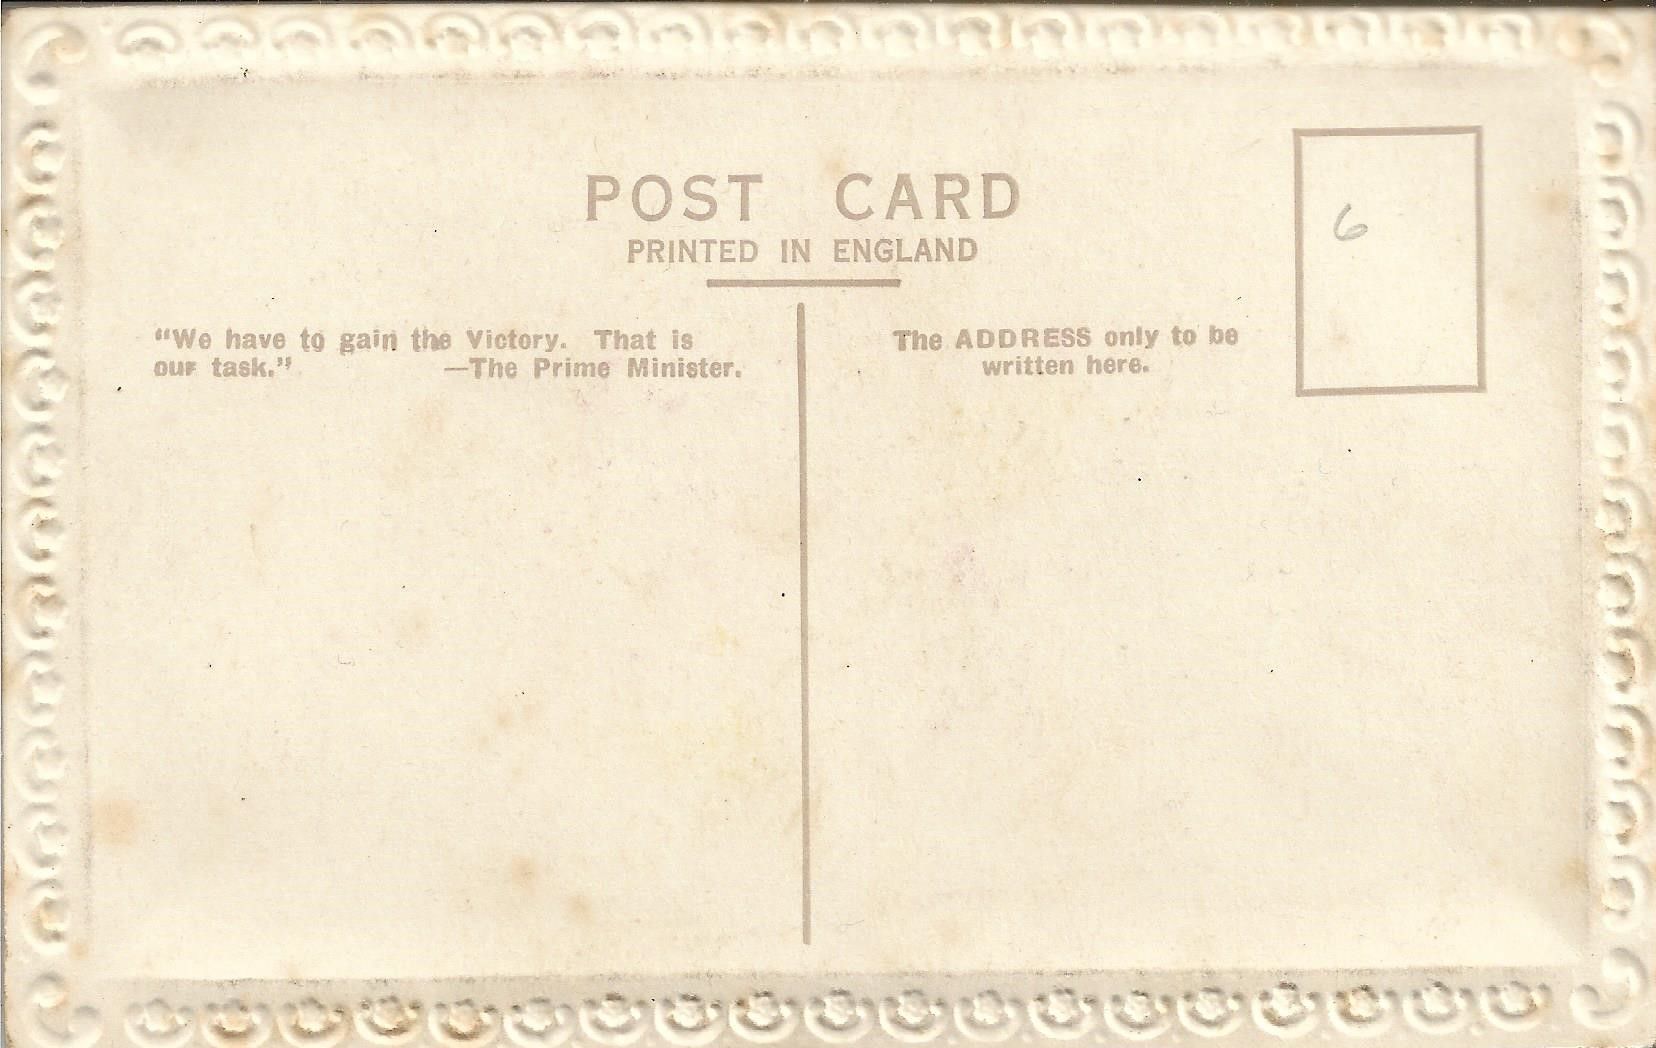 POST CARD
PRINTED IN ENGLAND
"We have to gain the Victory. That is
our task." —The Prime Minister.
The ADDRESS only to be
written here.
6